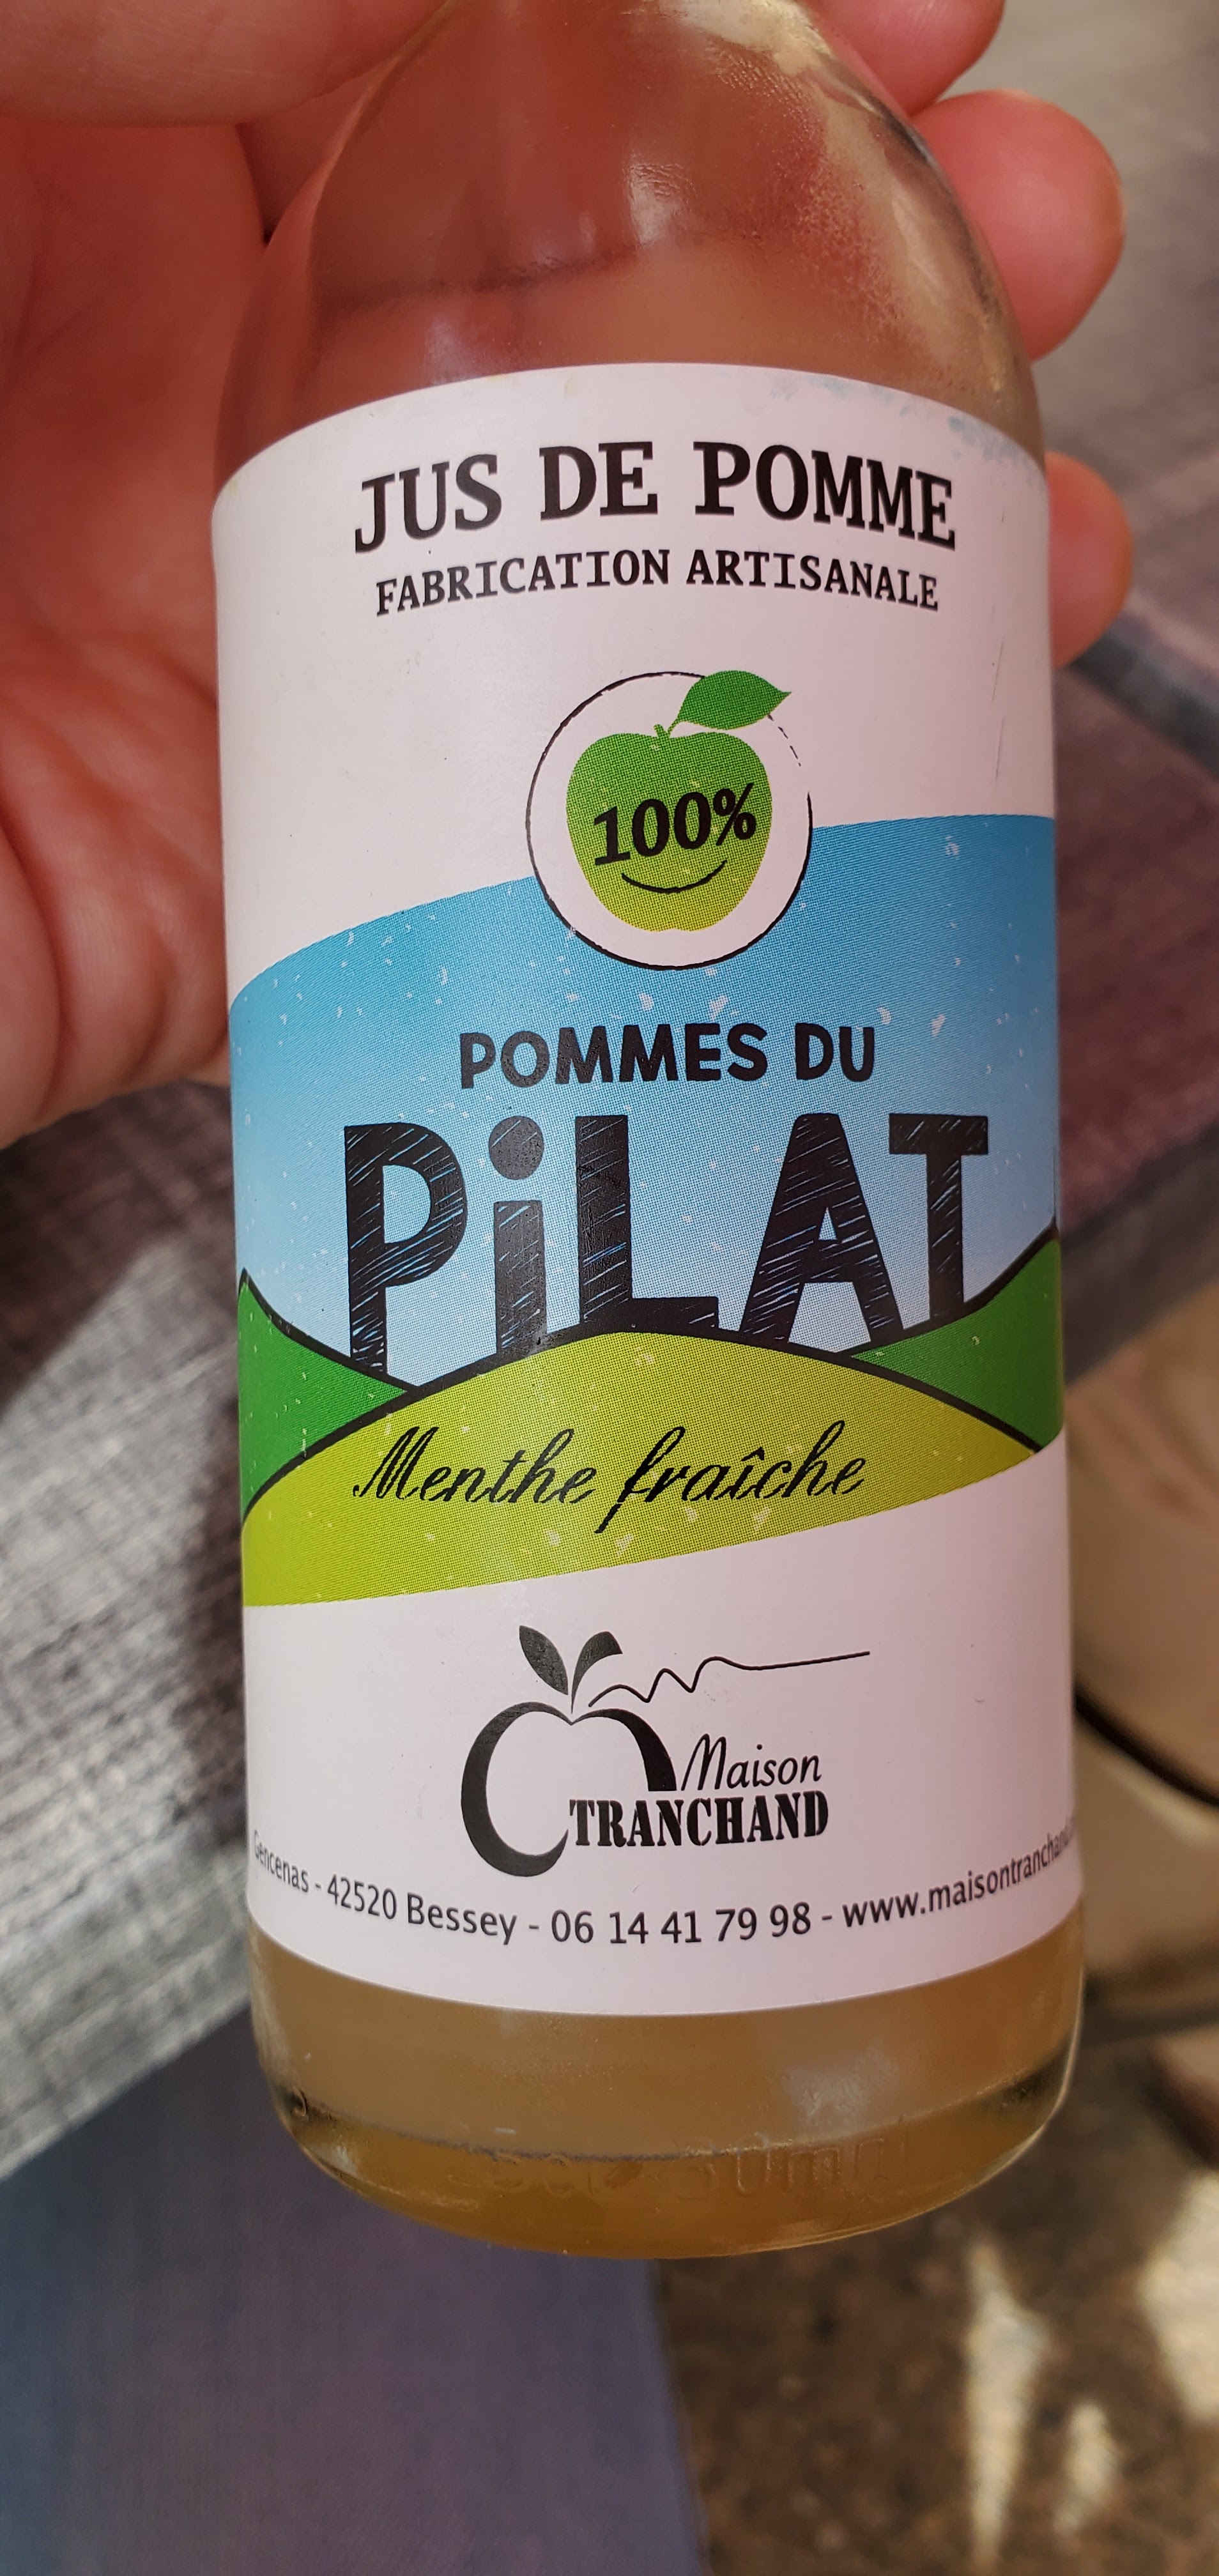 JUS DE POMME
FABRICATION ARTISANALE
100%
POMMES DU
PiLAT
Menthe fraîche
Maison
TRANCHAND
Gencenas - 42520 Bessey - 06 14 41 79 98 - www.maisontranchand